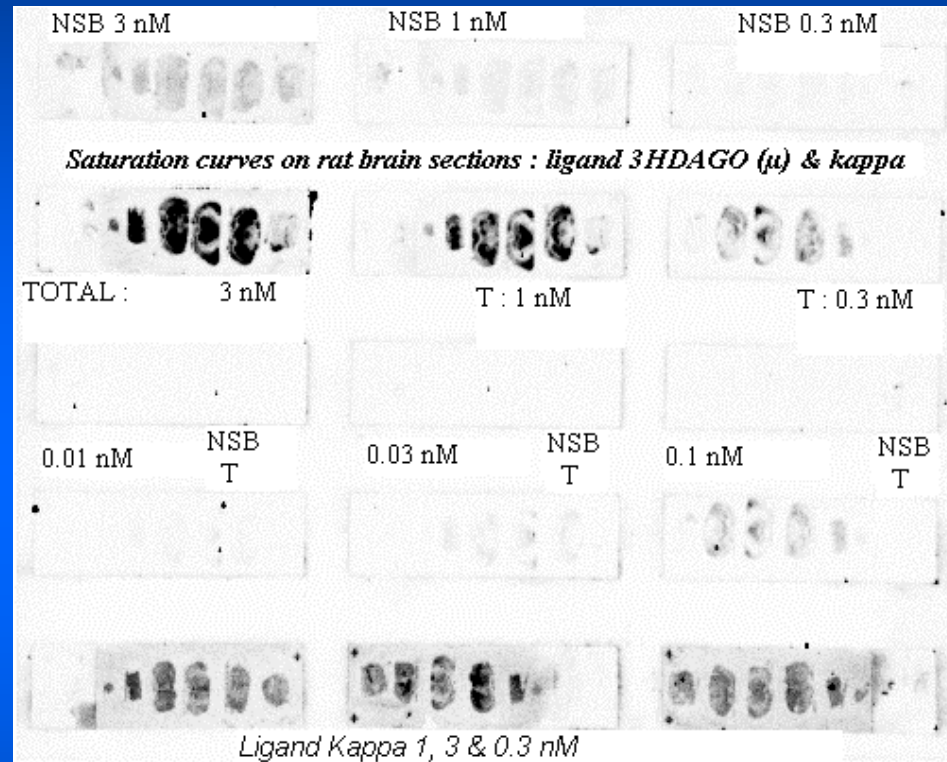 NSB 3 nM NSB 1 nM NSB 0.3 nM
Saturation curves on rat brain sections : ligand 3HDAGO (μ) & kappa
TOTAL : 3 nM T : 1 nM T : 0.3 nM
0.01 nM NSB 0.03 nM NSB 0.1 nM NSB
T T T
Ligand Kappa 1, 3 & 0.3 nM